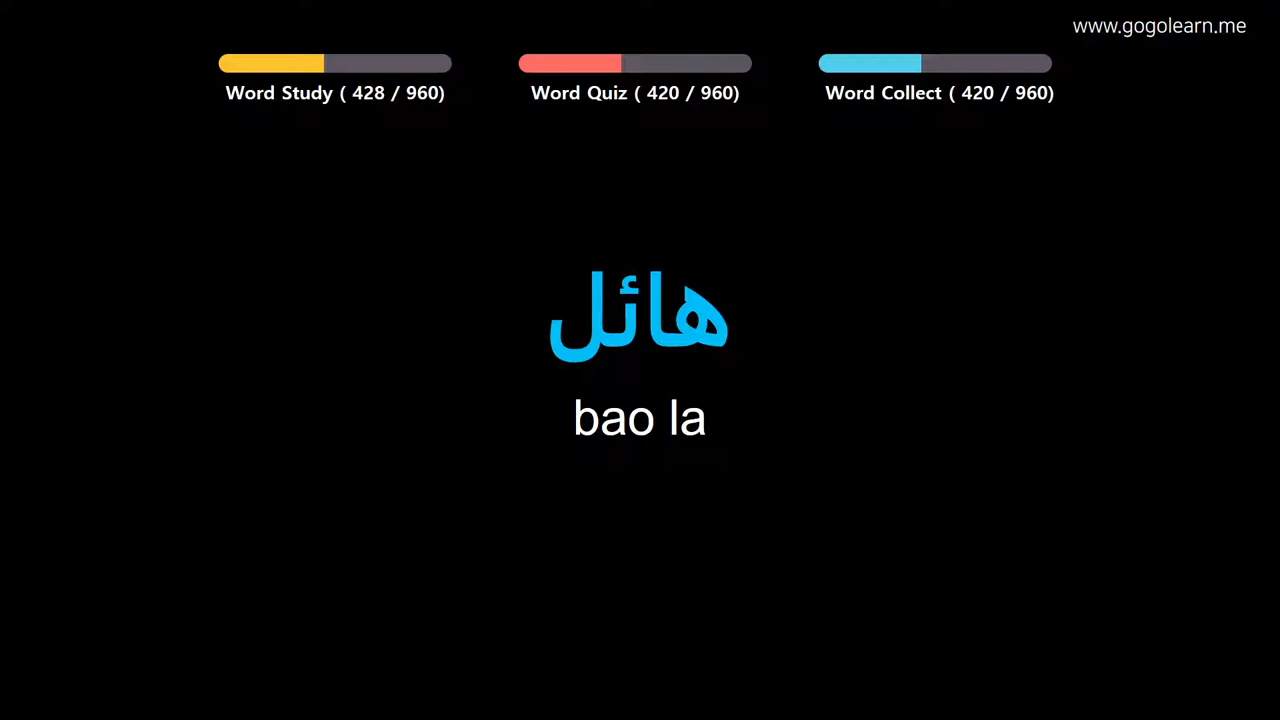 www.gogolearn.me
Word Study ( 428 / 960)
Word Quiz ( 420 / 960)
Word Collect ( 420 / 960)
هائل
bao la